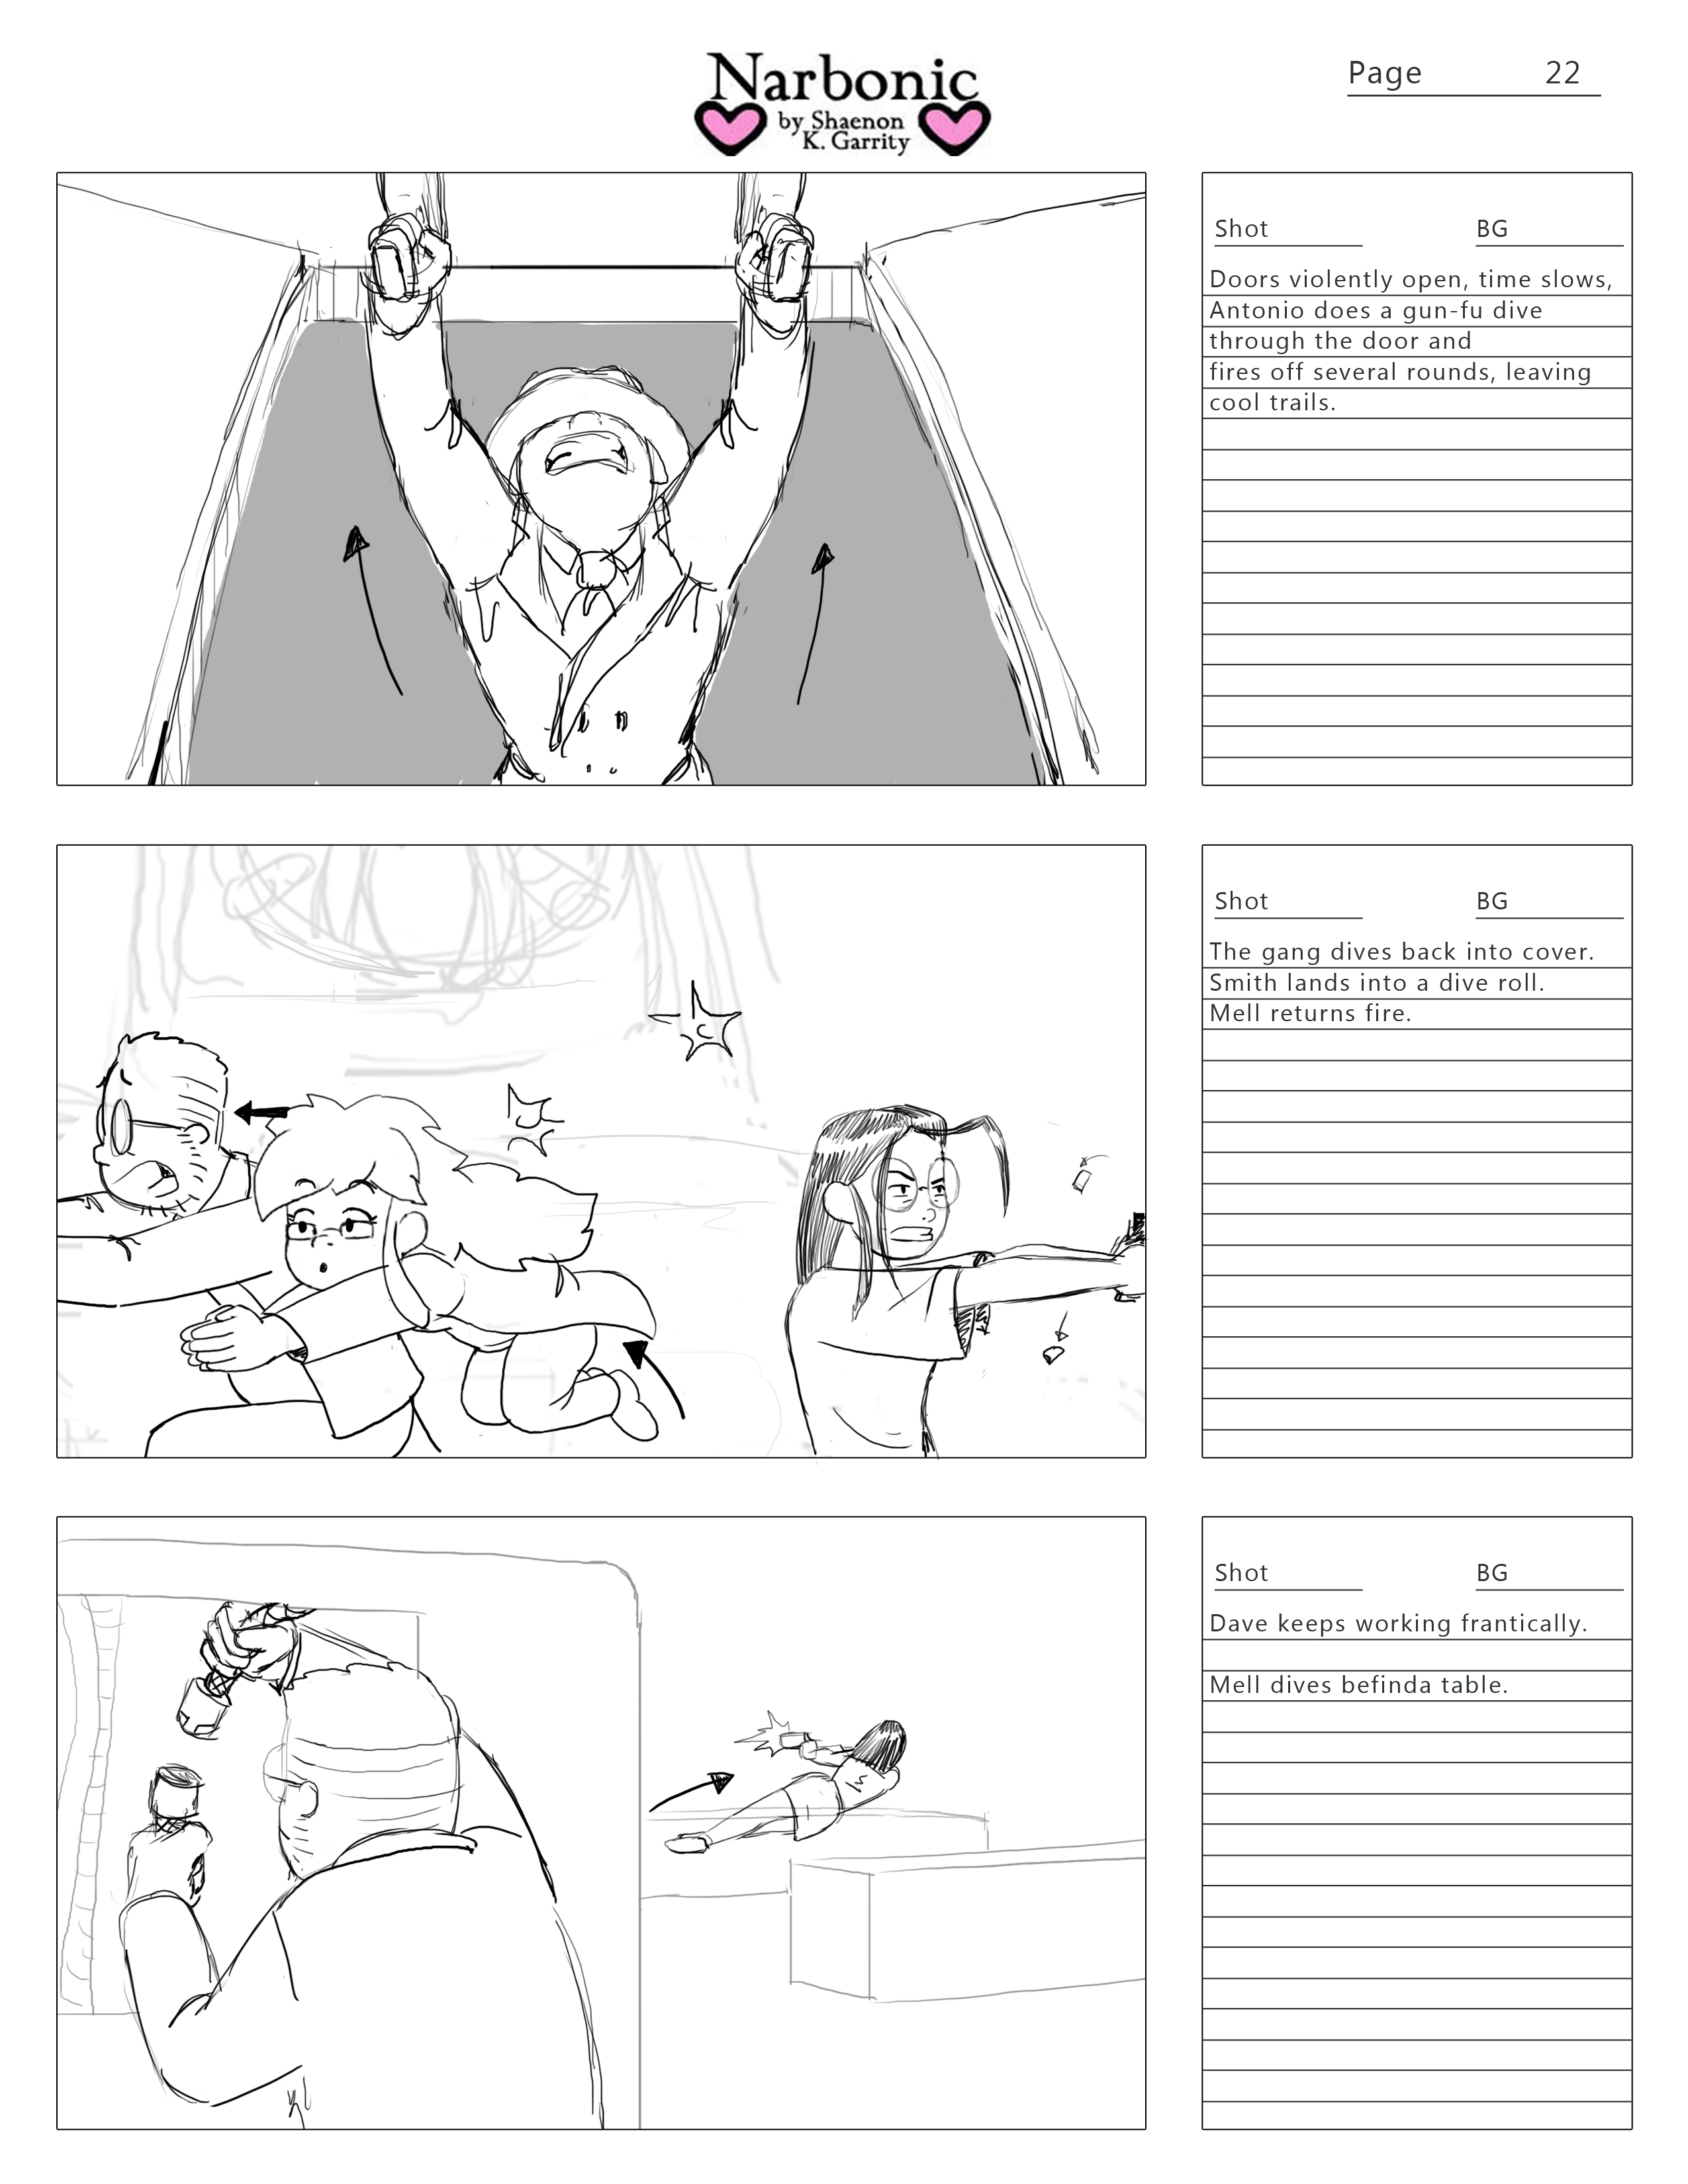 Narbonic
by Shaenon
K. Garrity
Page 22
Shot BG
Doors violently open, time slows,
Antonio does a gun-fu dive
through the door and
fires off several rounds, leaving
cool trails.
Shot BG
The gang dives back into cover.
Smith lands into a dive roll.
Mell returns fire.
Shot BG
Dave keeps working frantically.
Mell dives befinda table.